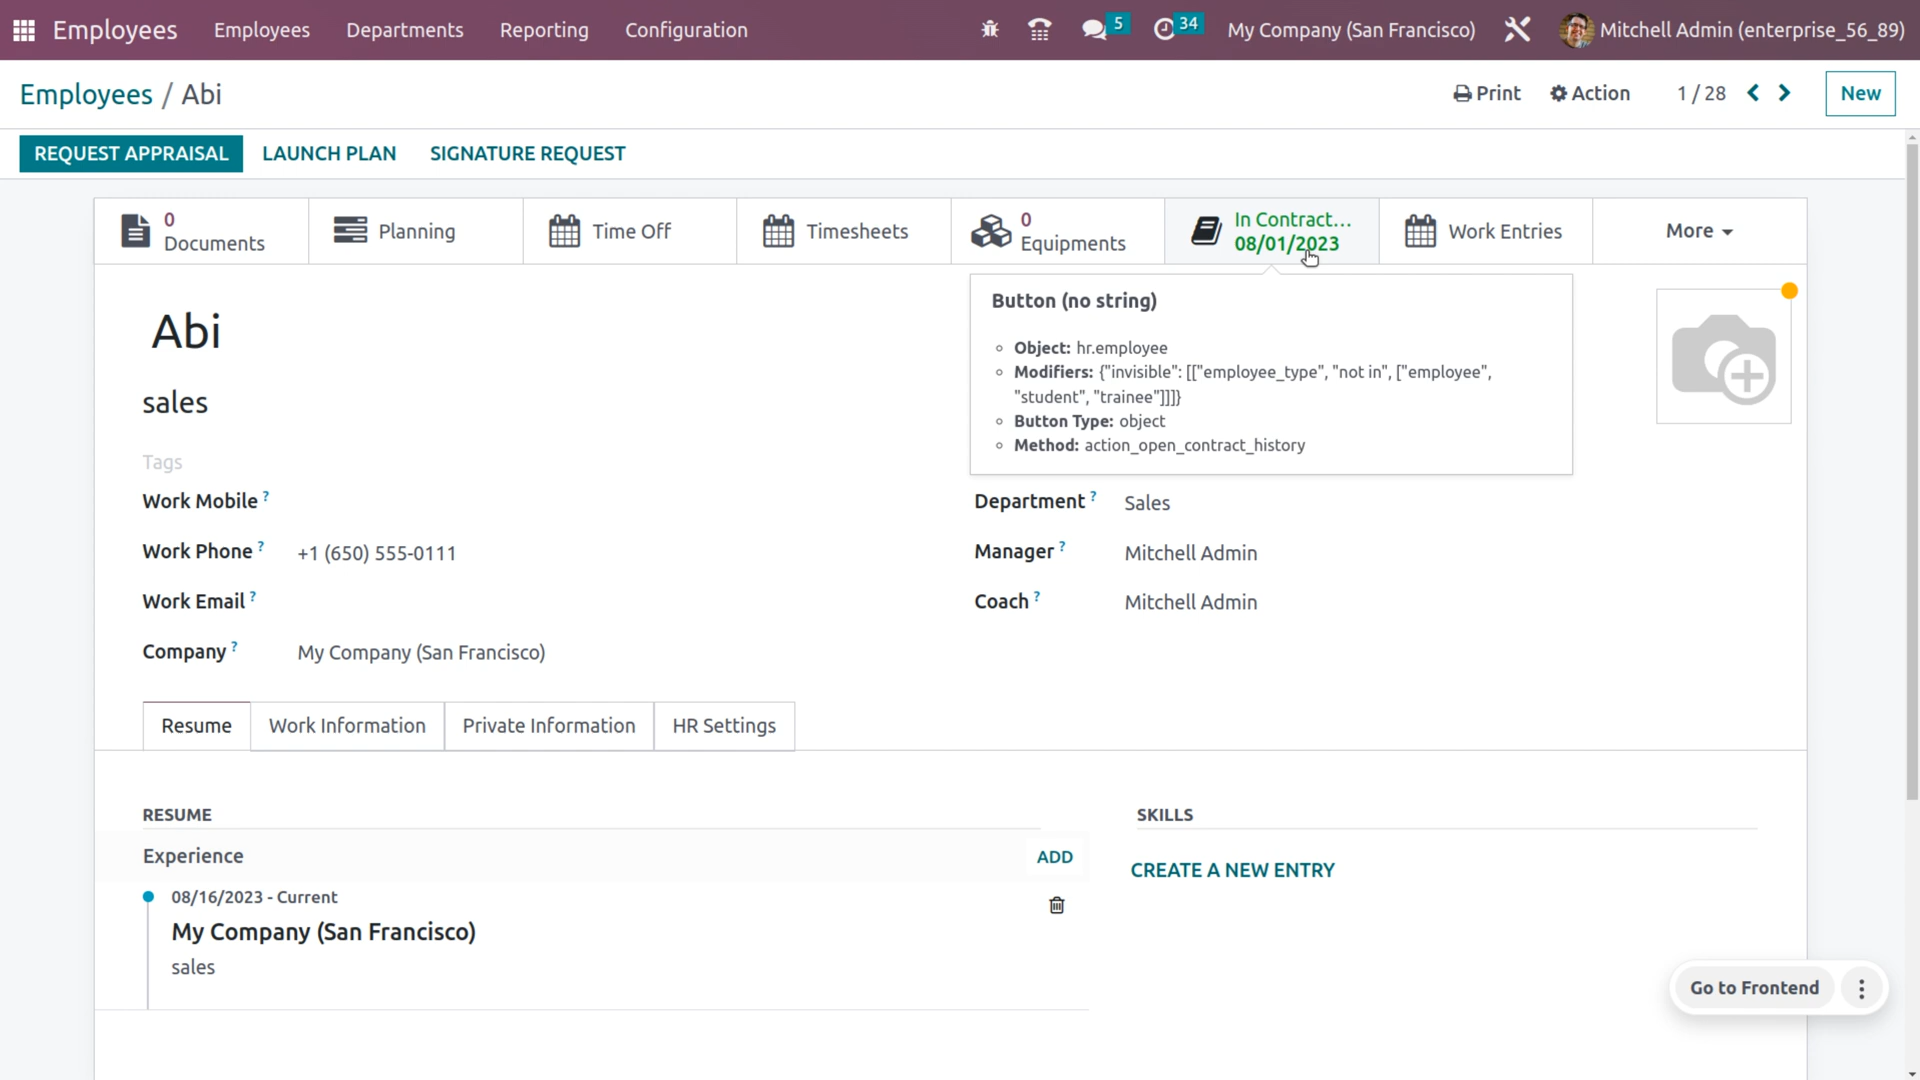 Employees Employees Departments Reporting Configuration 5 34 My Company (San Francisco) Mitchell Admin (enterprise_56_89)
Employees / Abi Print Action 1 / 28 New
REQUEST APPRAISAL LAUNCH PLAN SIGNATURE REQUEST
0
Documents
Planning
Time Off
Timesheets
0
Equipments
In Contract...
08/01/2023
Work Entries
More
Button (no string)
Object: hr.employee
Modifiers: {"invisible": [["employee_type", "not in", ["employee",
"student", "trainee"]]]}
Button Type: object
Method: action_open_contract_history
Abi
sales
Tags
Work Mobile ?
Work Phone ? +1 (650) 555-0111
Work Email ?
Company ? My Company (San Francisco)
Department ? Sales
Manager ? Mitchell Admin
Coach ? Mitchell Admin
Resume Work Information Private Information HR Settings
RESUME
Experience ADD
08/16/2023 - Current
My Company (San Francisco)
sales
SKILLS
CREATE A NEW ENTRY
Go to Frontend